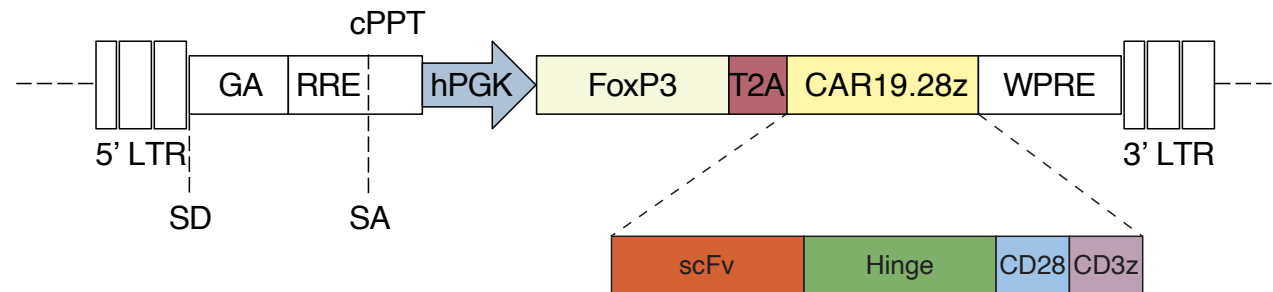 cPPT
GA RRE hPGK FoxP3 T2A CAR19.28z WPRE
5' LTR 3' LTR
SD SA
scFv Hinge CD28 CD3z